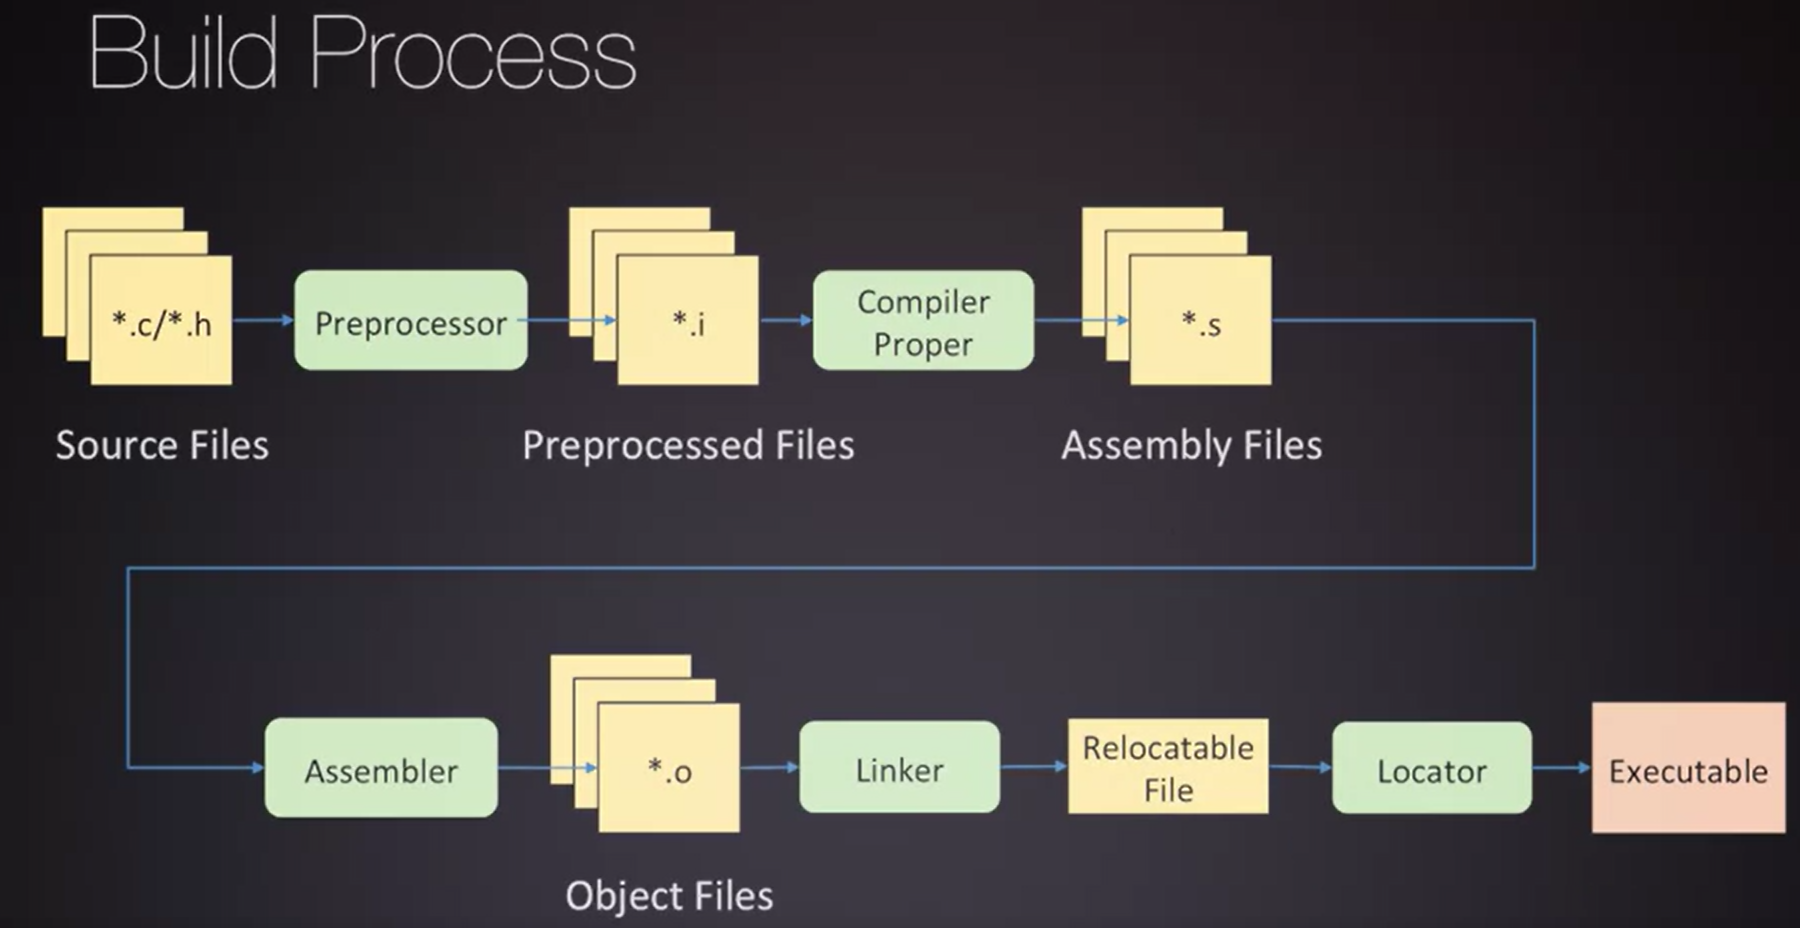 Build Process
*.c/*.h
Preprocessor
*.i
Compiler
Proper
*.s
Source Files
Preprocessed Files
Assembly Files
Assembler
*.o
Linker
Relocatable
File
Locator
Executable
Object Files